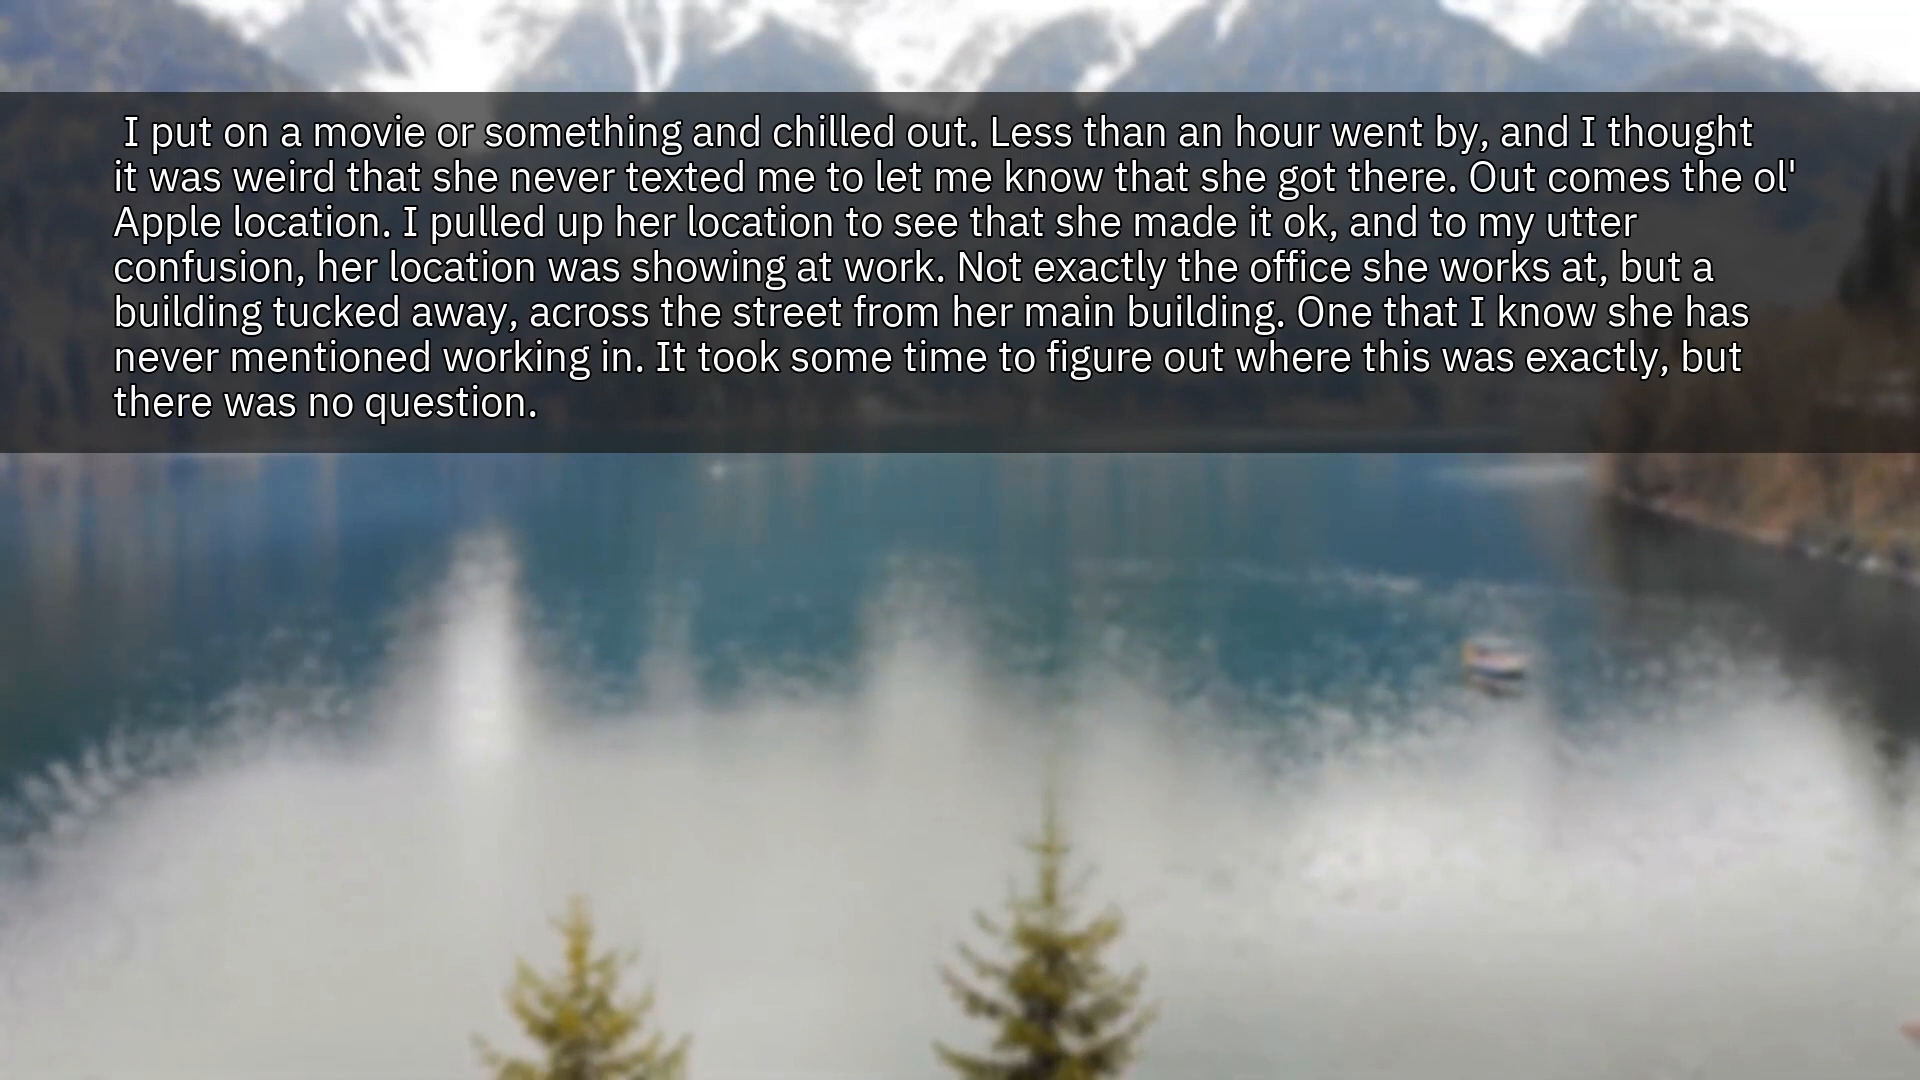 I put on a movie or something and chilled out. Less than an hour went by, and I thought
it was weird that she never texted me to let me know that she got there. Out comes the ol'
Apple location. I pulled up her location to see that she made it ok, and to my utter
confusion, her location was showing at work. Not exactly the office she works at, but a
building tucked away, across the street from her main building. One that I know she has
never mentioned working in. It took some time to figure out where this was exactly, but
there was no question.